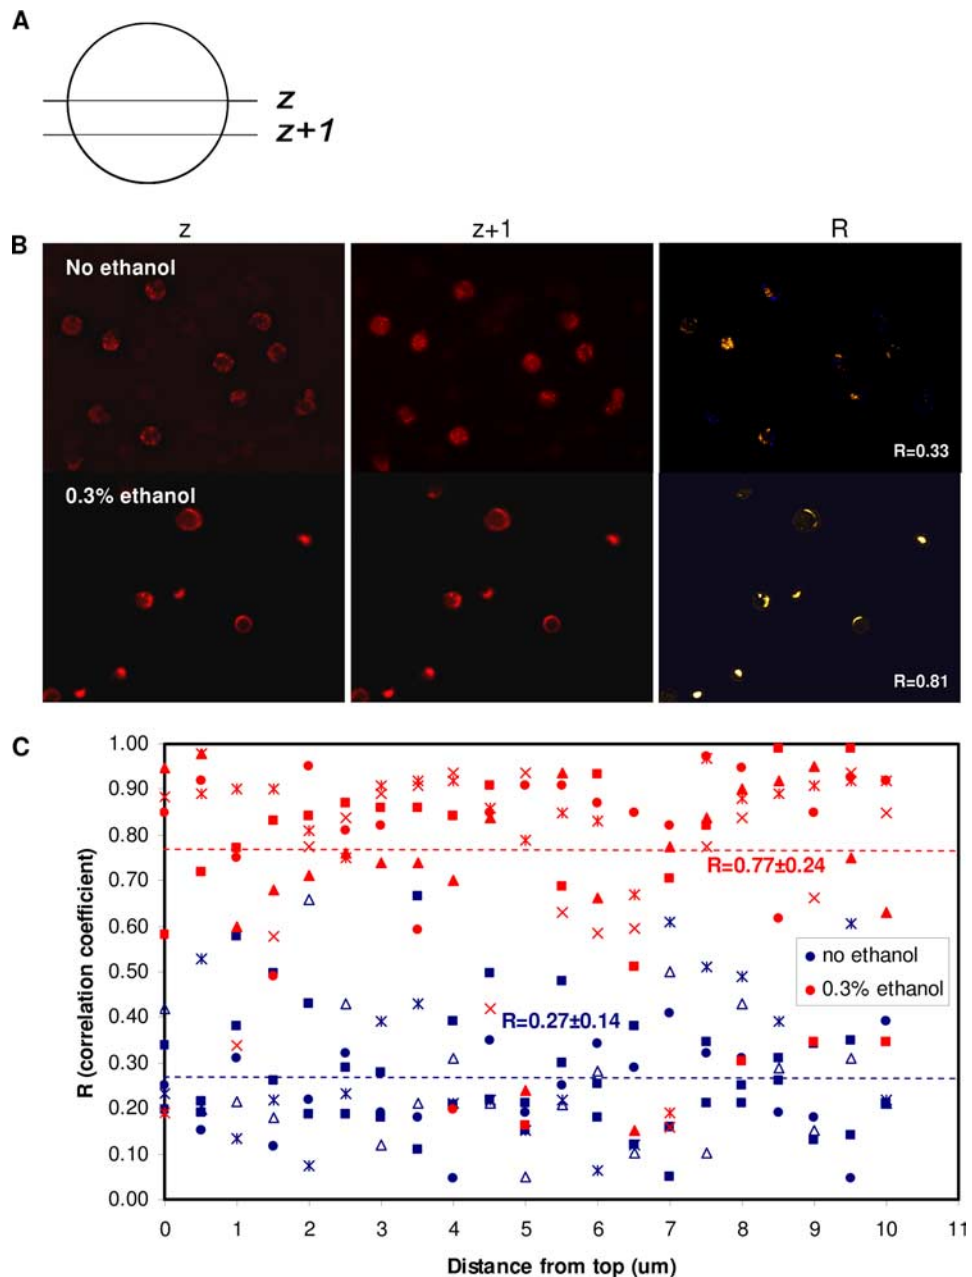 A
z
z+1
z z+1 R
B
No ethanol
R=0.33
0.3% ethanol
R=0.81
C
R (correlation coefficient)
1.00
0.90
0.80
0.70
0.60
0.50
0.40
0.30
0.20
0.10
0.00
R=0.77±0.24
no ethanol
0.3% ethanol
R=0.27±0.14
0 1 2 3 4 5 6 7 8 9 10 11
Distance from top (um)